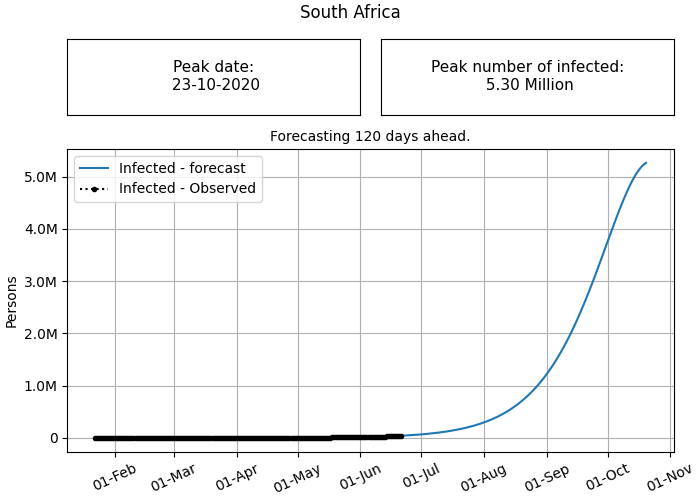 South Africa
Peak date:
23-10-2020
Peak number of infected:
5.30 Million
Forecasting 120 days ahead.
Infected - forecast
Infected - Observed
Persons
5.0M
4.0M
3.0M
2.0M
1.0M
0
01-Feb
01-Mar
01-Apr
01-May
01-Jun
01-Jul
01-Aug
01-Sep
01-Oct
01-Nov